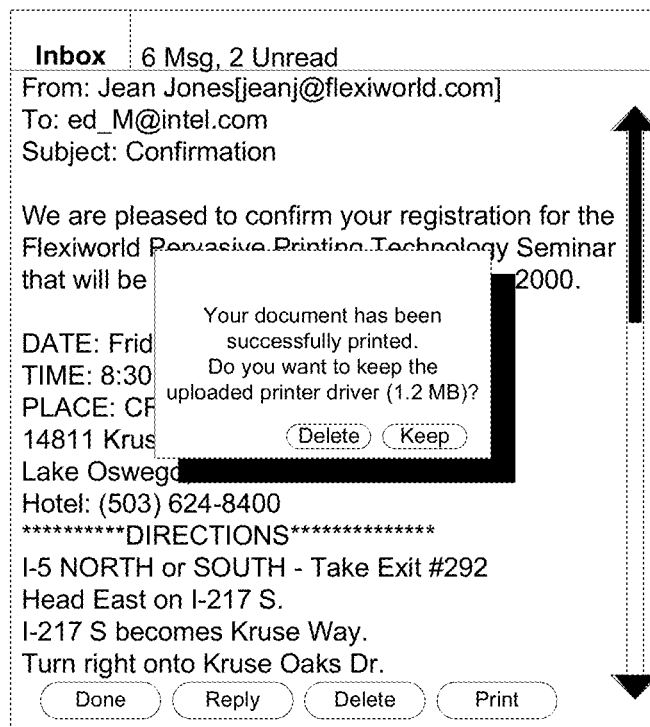 Inbox 6 Msg, 2 Unread
From: Jean Jones[jeanj@flexiworld.com]
To: ed_M@intel.com
Subject: Confirmation
We are pleased to confirm your registration for the
Flexiworld Pervasive Printing Technology Seminar
that will be 2000.
Your document has been
successfully printed.
Do you want to keep the
uploaded printer driver (1.2 MB)?
Delete Keep
DATE: Frid
TIME: 8:30
PLACE: CR
14811 Krus
Lake Oswego
Hotel: (503) 624-8400
**********DIRECTIONS**************
I-5 NORTH or SOUTH - Take Exit #292
Head East on I-217 S.
I-217 S becomes Kruse Way.
Turn right onto Kruse Oaks Dr.
Done Reply Delete Print